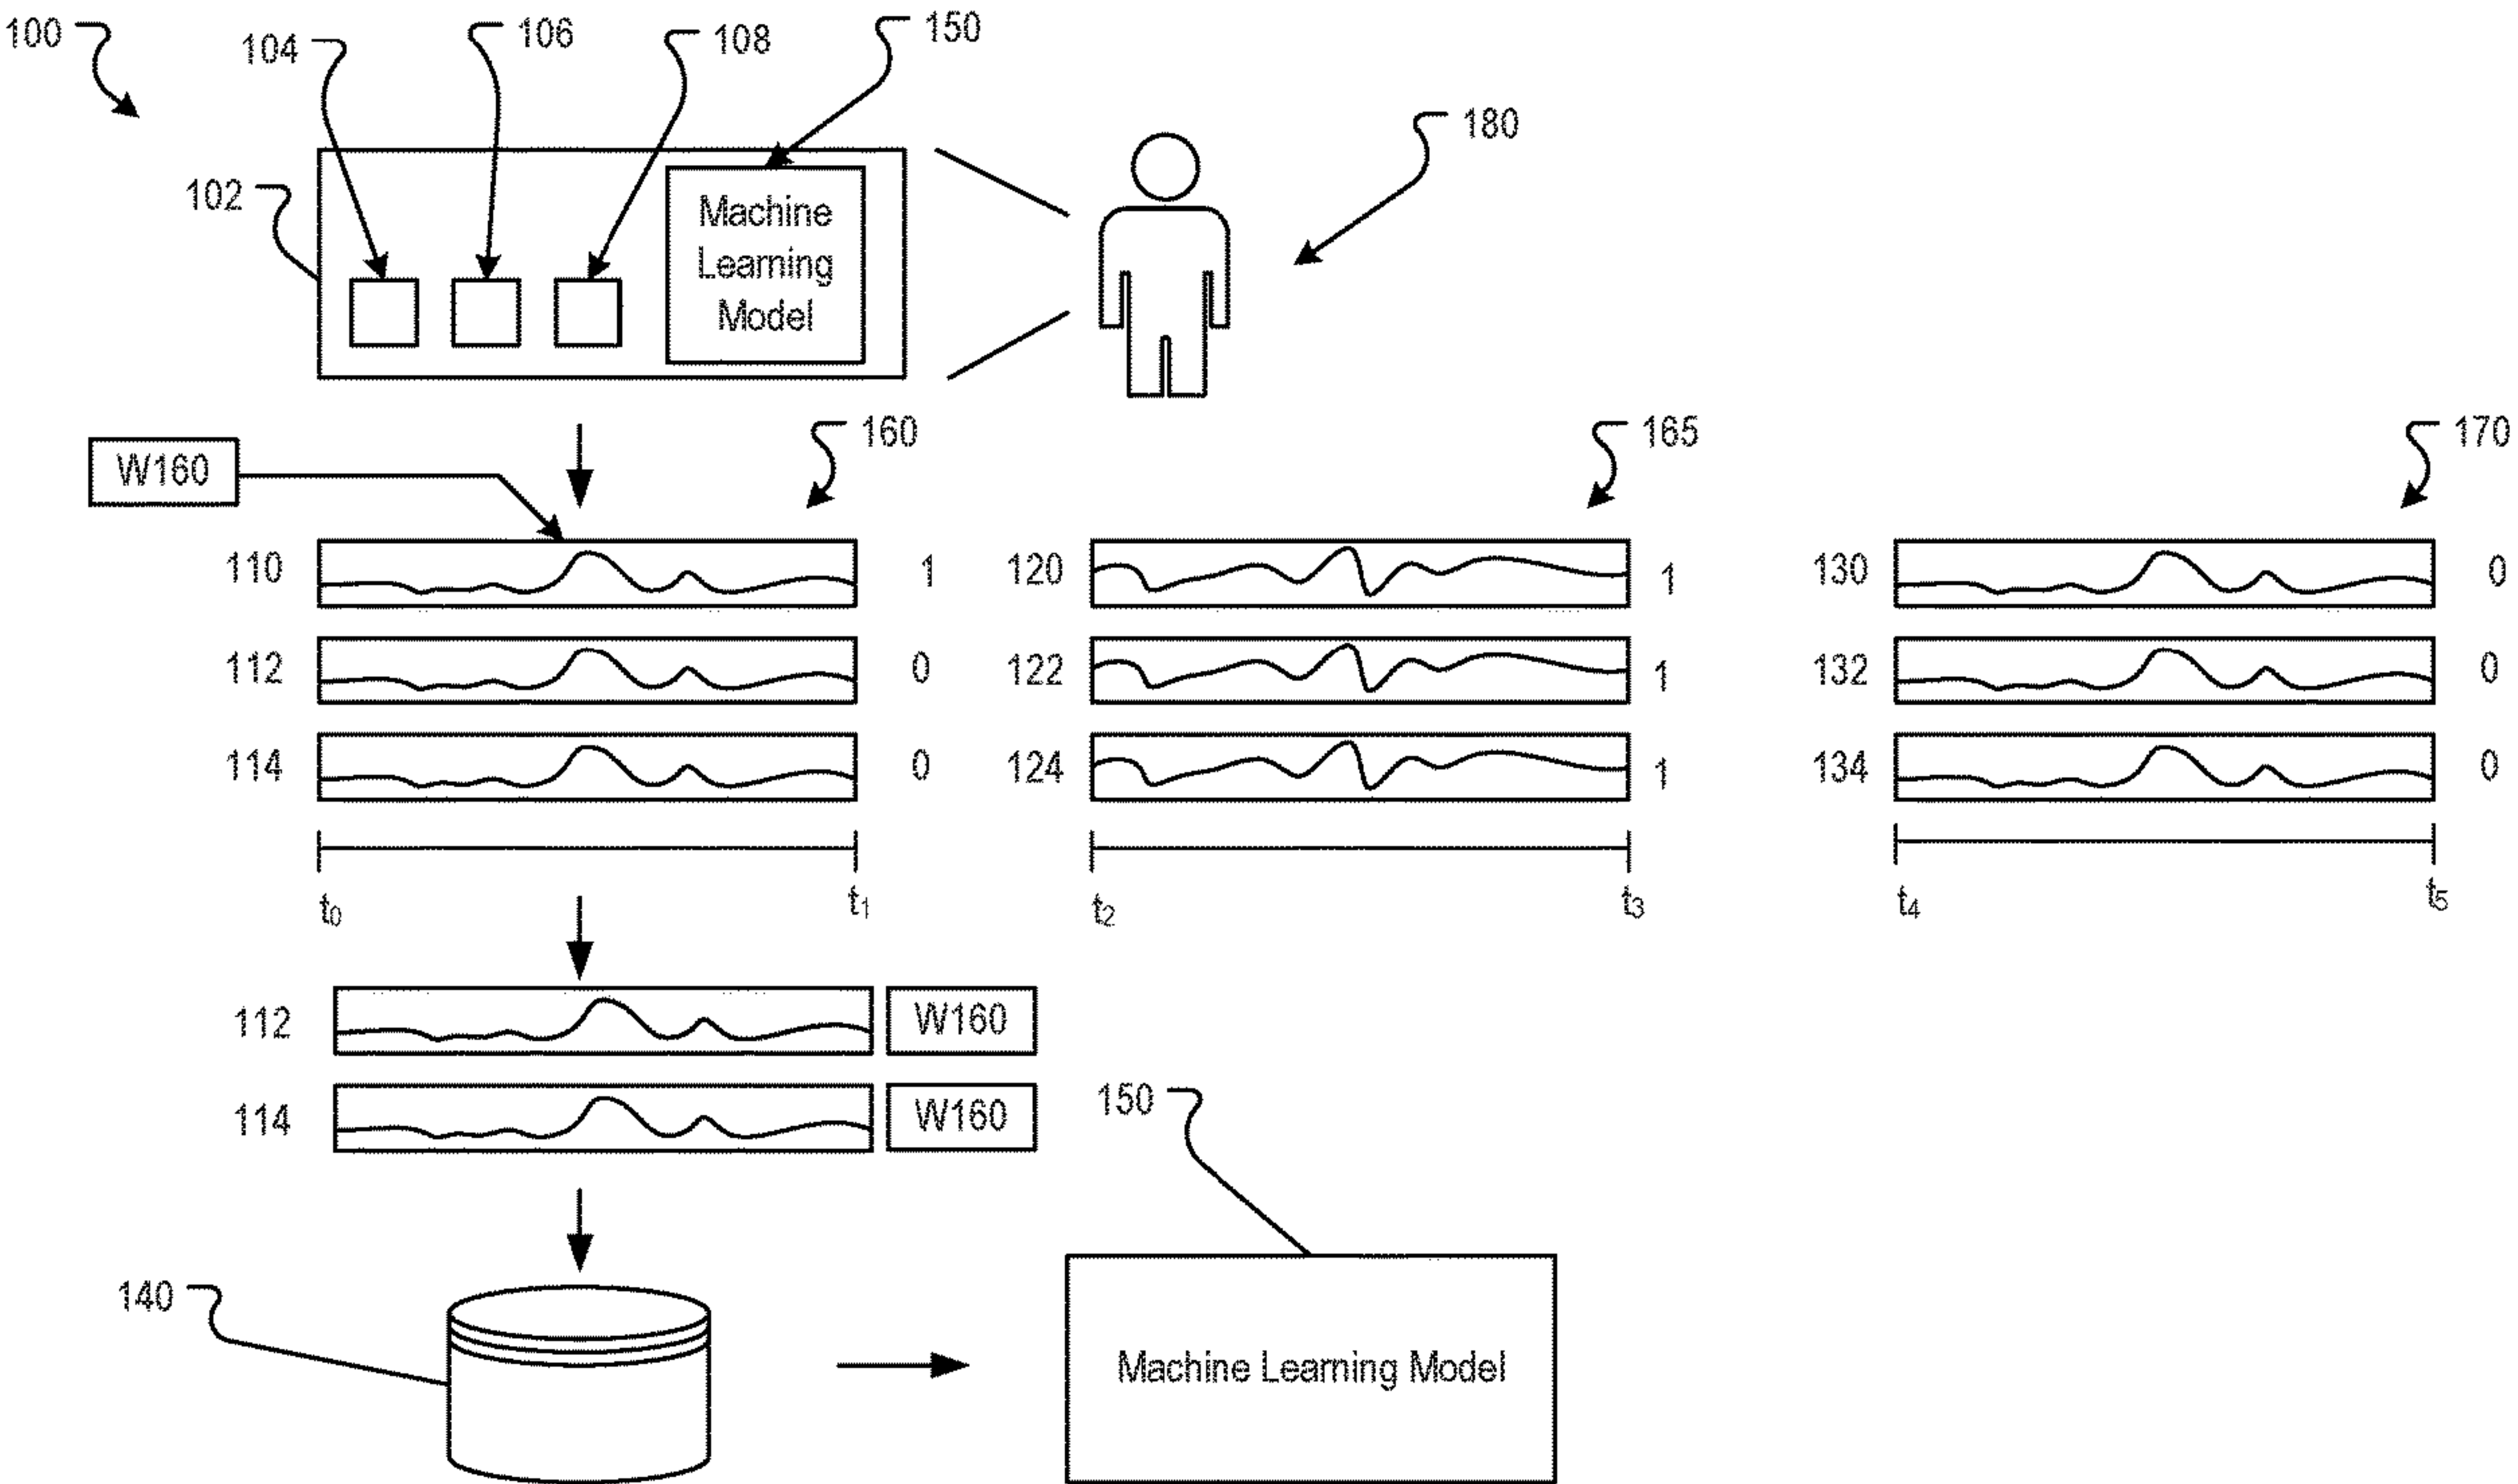 100
104
106
108
150
180
102
Machine
Learning
Model
W160
160
165
170
110
1
120
1
130
0
112
0
122
1
132
0
114
0
124
1
134
0
t₀
t₁
t₂
t₃
t₄
t₅
112
W160
114
W160
150
140
Machine Learning Model